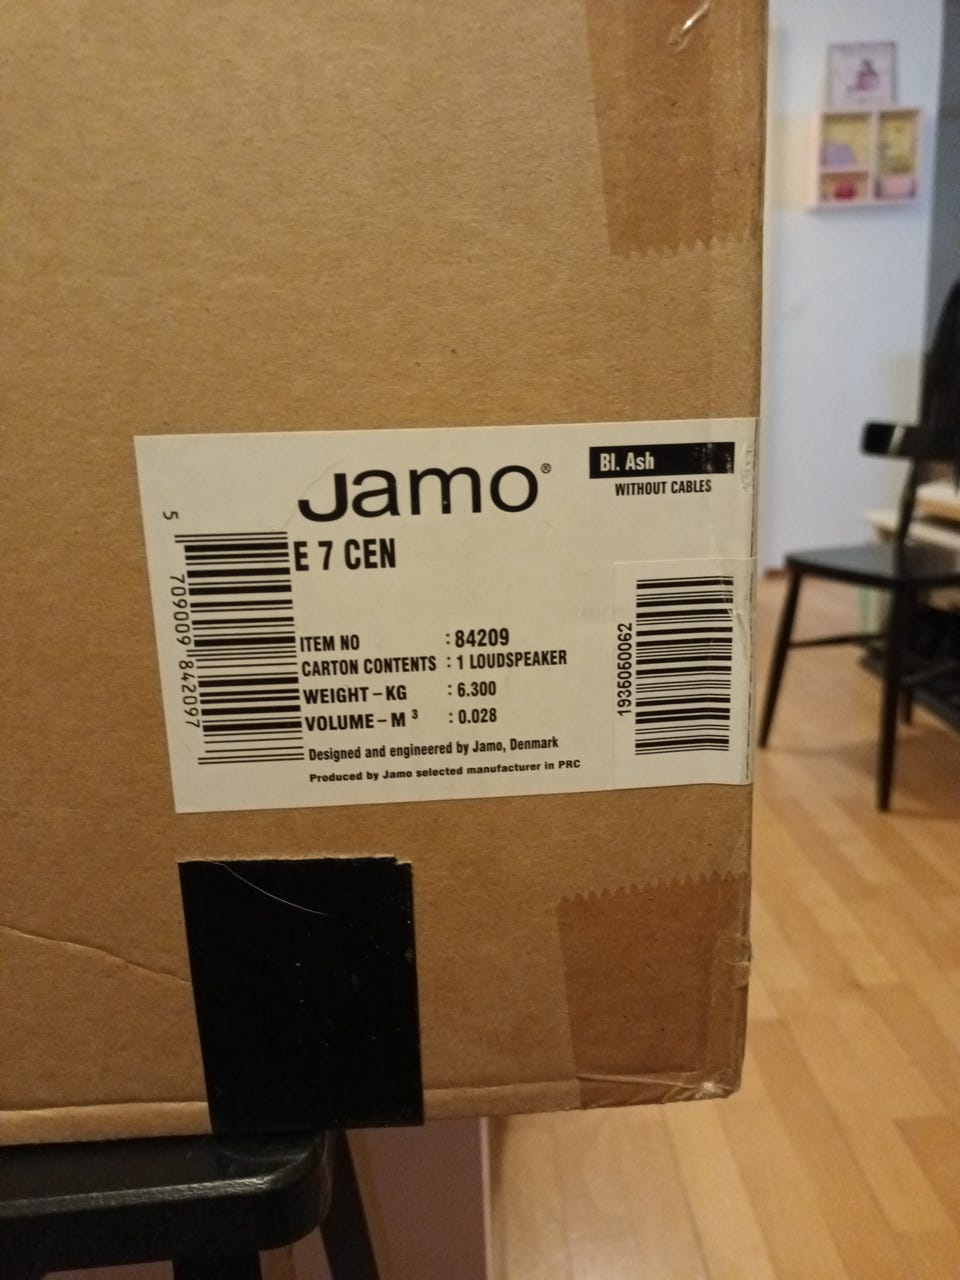 Jamo®
Bl. Ash
WITHOUT CABLES
E 7 CEN
ITEM NO : 84209
CARTON CONTENTS : 1 LOUDSPEAKER
WEIGHT – KG : 6.300
VOLUME – M³ : 0.028
Designed and engineered by Jamo, Denmark
Produced by Jamo selected manufacturer in PRC
5 709009 842097
1935050062